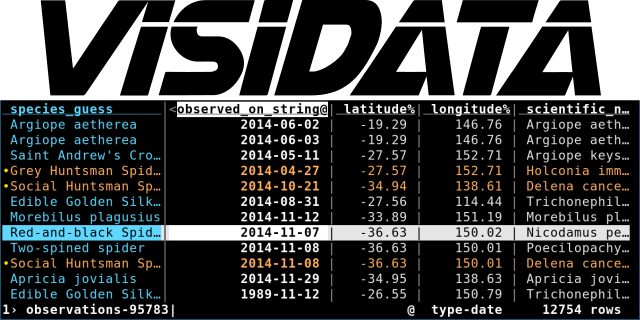 VISIDATA
species_guess <observed_on_string@ latitude% longitude% scientific_n…
Argiope aetherea 2014-06-02 -19.29 146.76 Argiope aeth…
Argiope aetherea 2014-06-03 -19.29 146.76 Argiope aeth…
Saint Andrew's Cro… 2014-05-11 -27.57 152.71 Argiope keys…
•Grey Huntsman Spid… 2014-04-27 -27.57 152.71 Holconia imm…
•Social Huntsman Sp… 2014-10-21 -34.94 138.61 Delena cance…
Edible Golden Silk… 2014-08-31 -27.56 114.44 Trichonephil…
Morebilus plagusius 2014-11-12 -33.89 151.19 Morebilus pl…
Red-and-black Spid… 2014-11-07 -36.63 150.02 Nicodamus pe…
Two-spined spider 2014-11-08 -36.63 150.01 Poecilopachy…
•Social Huntsman Sp… 2014-11-08 -36.63 150.01 Delena cance…
Apricia jovialis 2014-11-29 -34.95 138.63 Apricia jovi…
Edible Golden Silk… 1989-11-12 -26.55 150.79 Trichonephil…
1› observations-95783| @ type-date 12754 rows